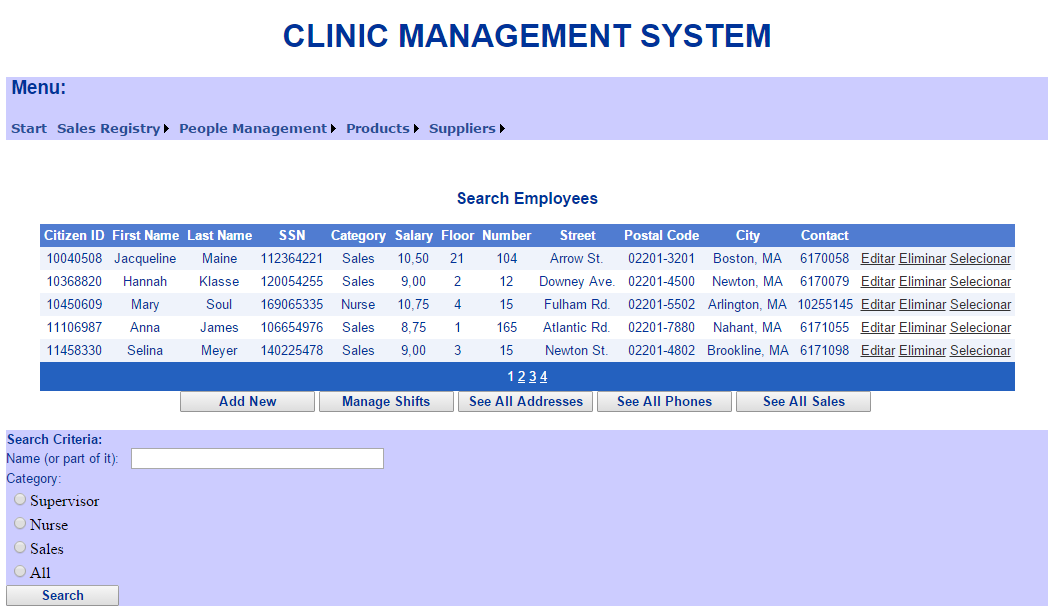 CLINIC MANAGEMENT SYSTEM
Menu:
Start Sales Registry People Management Products Suppliers
Search Employees
Citizen ID First Name Last Name SSN Category Salary Floor Number Street Postal Code City Contact
10040508 Jacqueline Maine 112364221 Sales 10,50 21 104 Arrow St. 02201-3201 Boston, MA 6170058 Editar Eliminar Selecionar
10368820 Hannah Klasse 120054255 Sales 9,00 2 12 Downey Ave. 02201-4500 Newton, MA 6170079 Editar Eliminar Selecionar
10450609 Mary Soul 169065335 Nurse 10,75 4 15 Fulham Rd. 02201-5502 Arlington, MA 10255145 Editar Eliminar Selecionar
11106987 Anna James 106654976 Sales 8,75 1 165 Atlantic Rd. 02201-7880 Nahant, MA 6171055 Editar Eliminar Selecionar
11458330 Selina Meyer 140225478 Sales 9,00 3 15 Newton St. 02201-4802 Brookline, MA 6171098 Editar Eliminar Selecionar
1 2 3 4
Add New Manage Shifts See All Addresses See All Phones See All Sales
Search Criteria:
Name (or part of it):
Category:
Supervisor
Nurse
Sales
All
Search